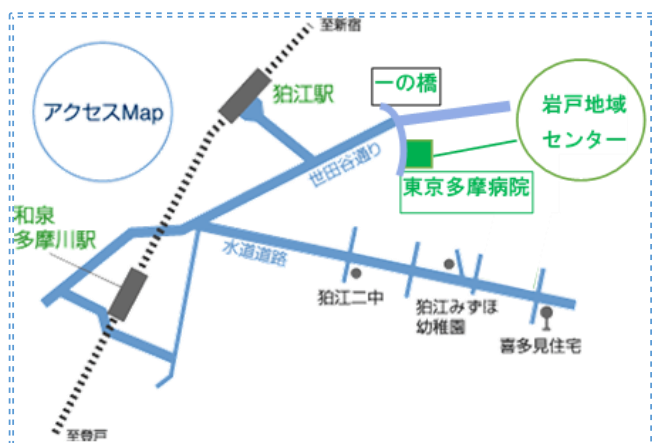 至新宿
アクセスMap
狛江駅
一の橋
岩戸地域
センター
世田谷通り
東京多摩病院
和泉
多摩川駅
水道道路
狛江二中
狛江みずほ
幼稚園
喜多見住宅
至登戸